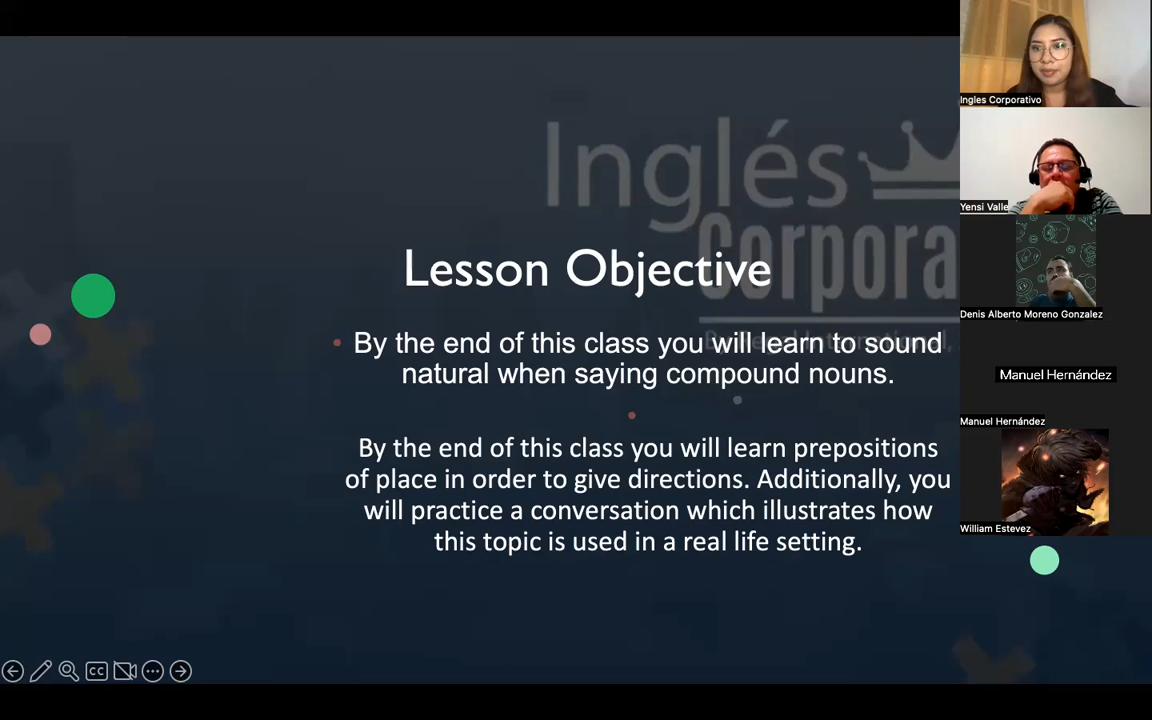 Inglés
Corpora
Lesson Objective
By the end of this class you will learn to sound
natural when saying compound nouns.
By the end of this class you will learn prepositions
of place in order to give directions. Additionally, you
will practice a conversation which illustrates how
this topic is used in a real life setting.
CC
Ingles Corporativo
Yensi Valle
Denis Alberto Moreno Gonzalez
Manuel Hernández
Manuel Hernández
William Estevez